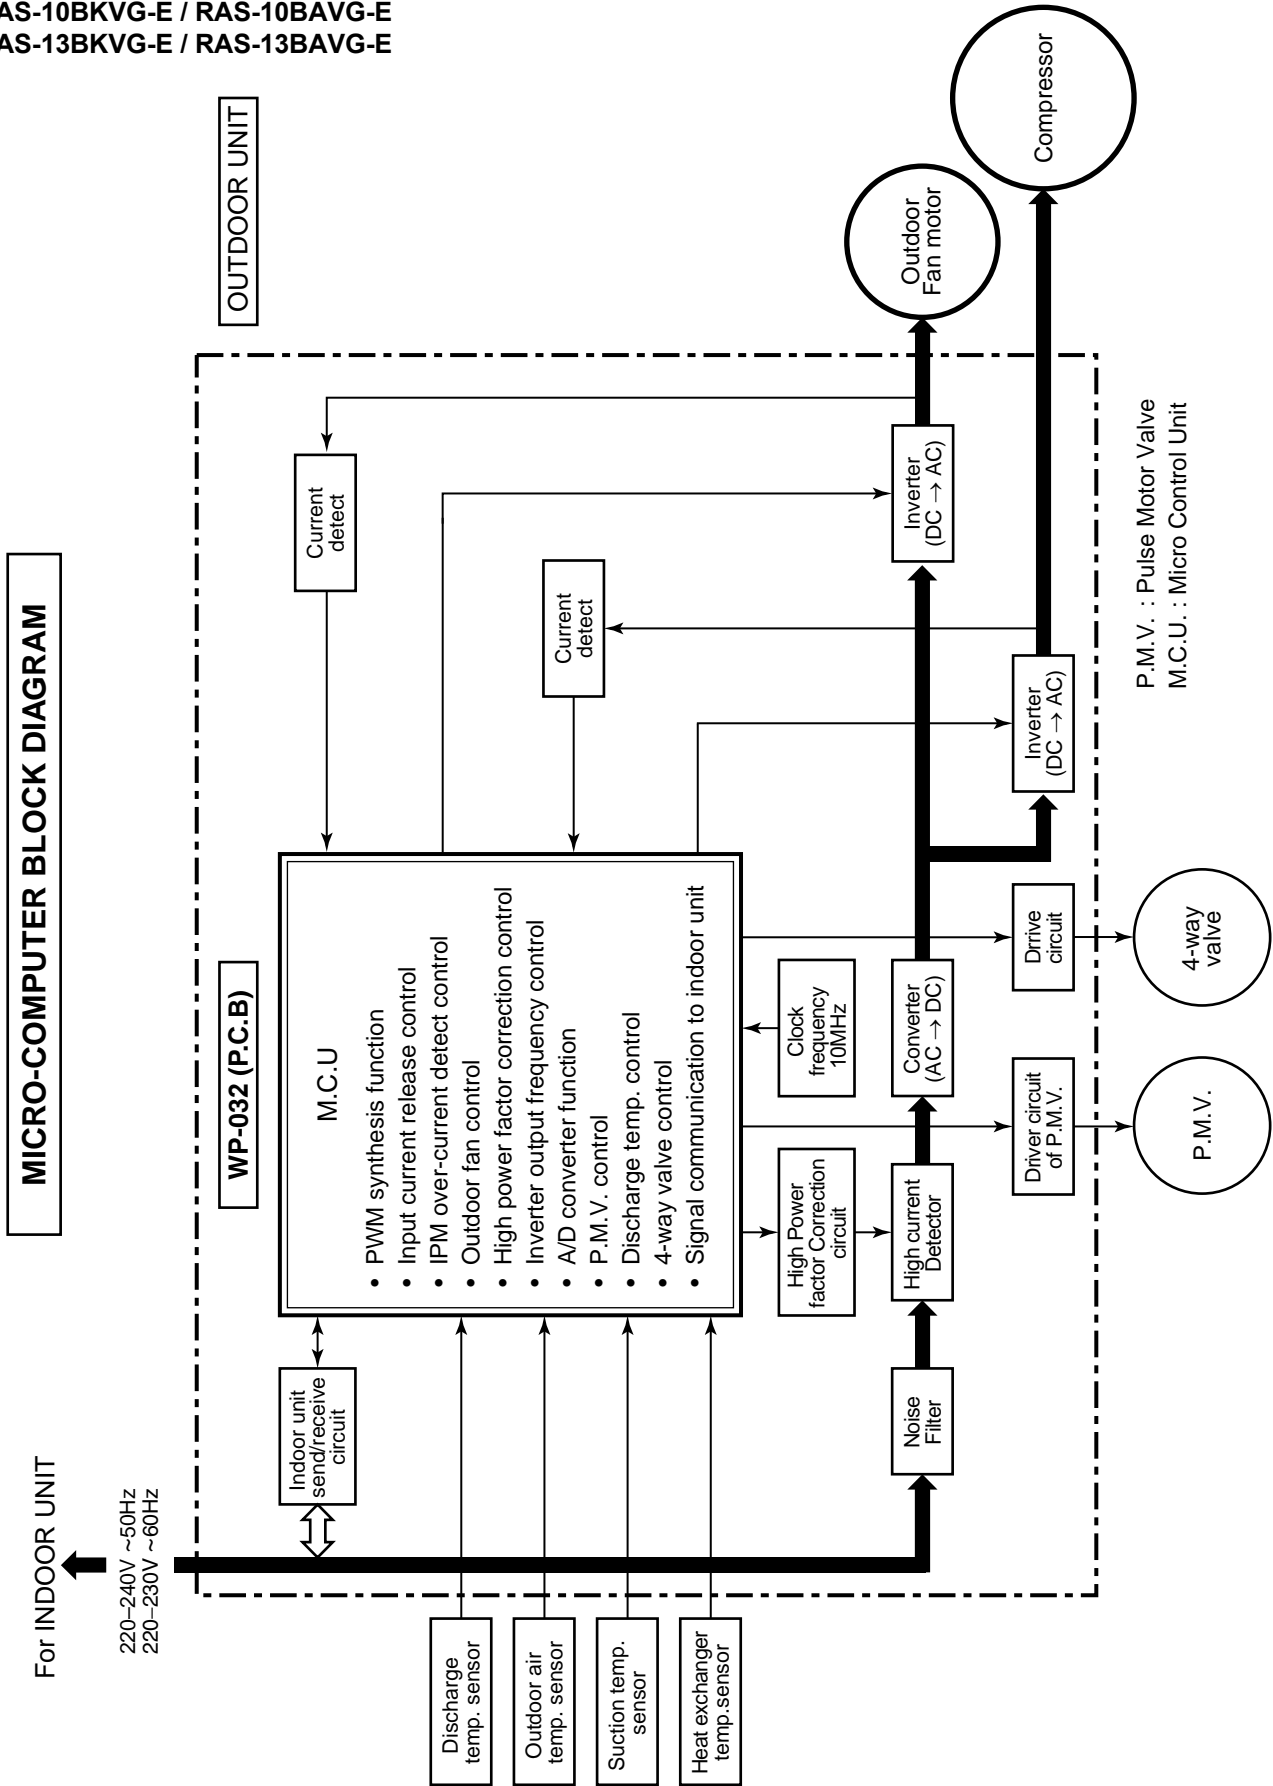 AS-10BKVG-E / RAS-10BAVG-E
AS-13BKVG-E / RAS-13BAVG-E
MICRO-COMPUTER BLOCK DIAGRAM
OUTDOOR UNIT
WP-032 (P.C.B)
For INDOOR UNIT
220–240V ~50Hz
220–230V ~60Hz
Indoor unit
send/receive
circuit
M.C.U
• PWM synthesis function
• Input current release control
• IPM over-current detect control
• Outdoor fan control
• High power factor correction control
• Inverter output frequency control
• A/D converter function
• P.M.V. control
• Discharge temp. control
• 4-way valve control
• Signal communication to indoor unit
Current
detect
Current
detect
Discharge
temp. sensor
Outdoor air
temp. sensor
Suction temp.
sensor
Heat exchanger
temp.sensor
High Power
factor Correction
circuit
Clock
frequency
10MHz
Noise
Filter
High current
Detector
Converter
(AC → DC)
Inverter
(DC → AC)
Outdoor
Fan motor
Inverter
(DC → AC)
Compressor
Driver circuit
of P.M.V.
Drrive
circuit
P.M.V.
4-way
valve
P.M.V. : Pulse Motor Valve
M.C.U. : Micro Control Unit